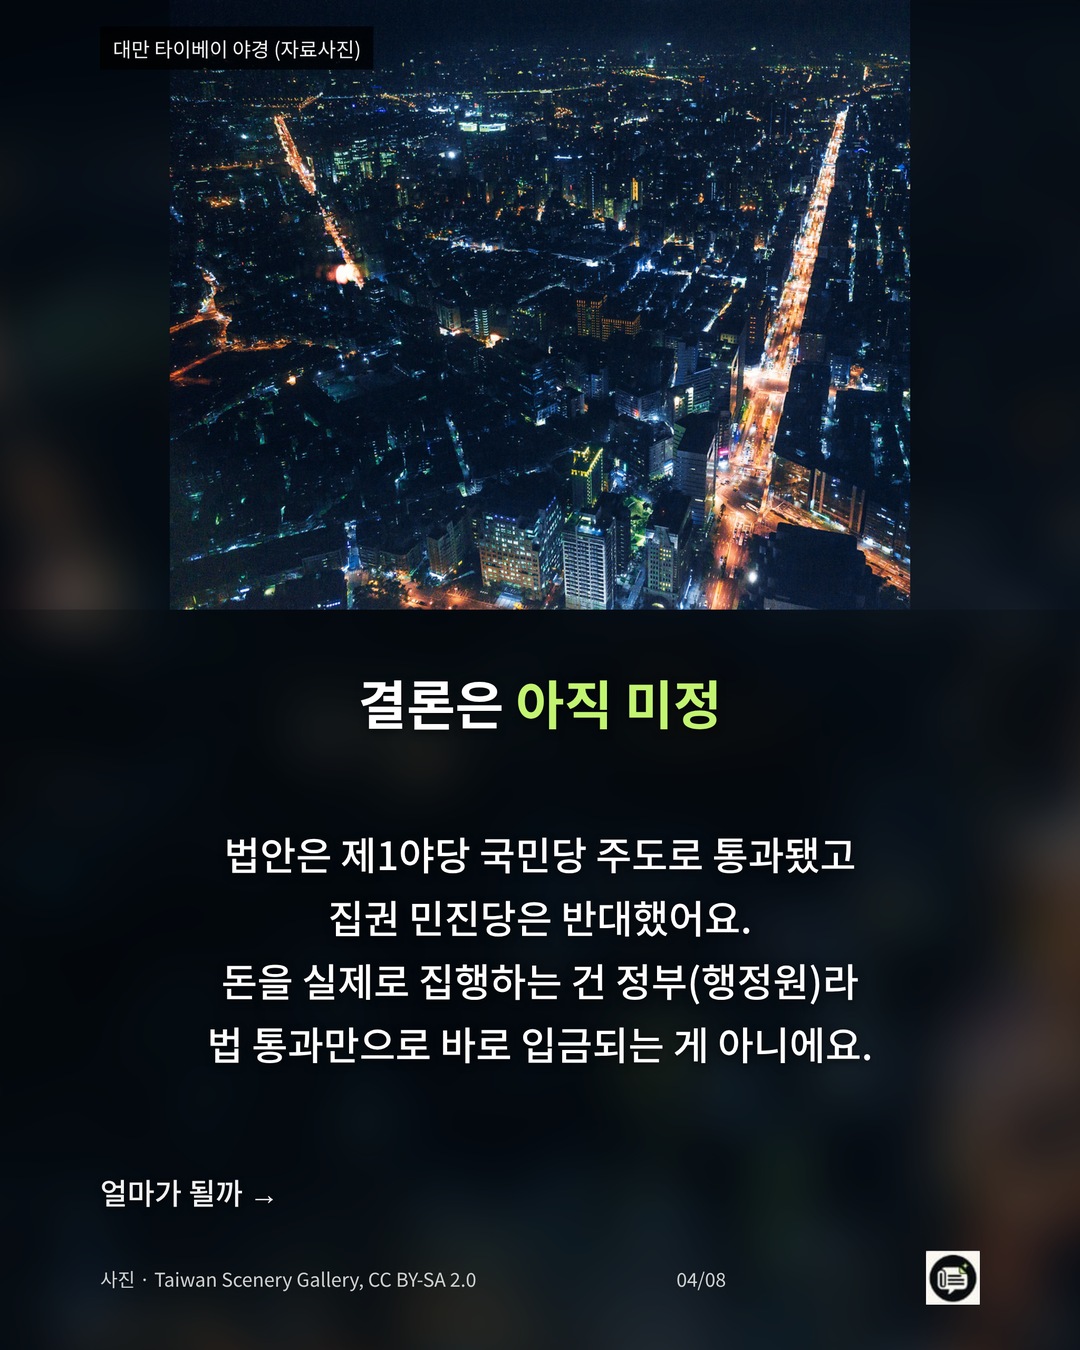 대만 타이베이 야경 (자료사진)
결론은 아직 미정
법안은 제1야당 국민당 주도로 통과됐고
집권 민진당은 반대했어요.
돈을 실제로 집행하는 건 정부(행정원)라
법 통과만으로 바로 입금되는 게 아니에요.
얼마가 될까 →
사진 · Taiwan Scenery Gallery, CC BY-SA 2.0
04/08